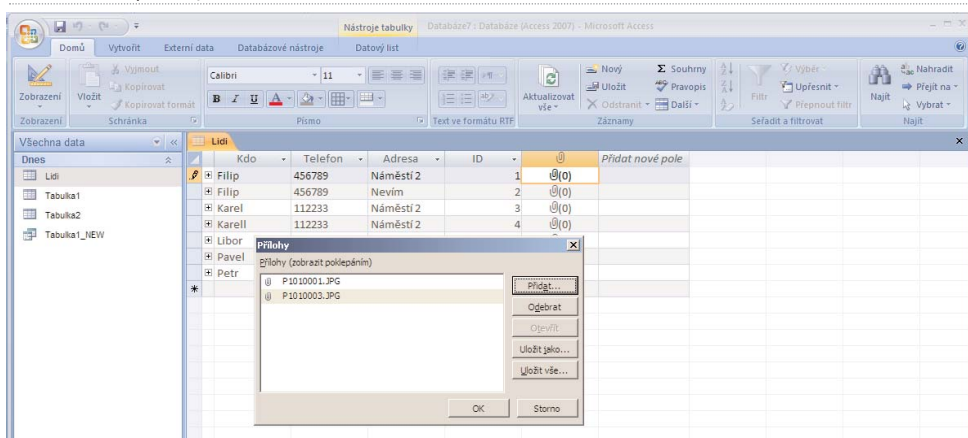 Nástroje tabulky Databáze7 : Databáze (Access 2007) - Microsoft Access
Domů Vytvořit Externí data Databázové nástroje Datový list
Zobrazení Vložit Vyjmout Kopírovat Kopírovat formát
Calibri 11
B I U A
Aktualizovat vše Nový Uložit Odstranit Souhrny Pravopis Další
Filtr Výběr Upřesnit Přepnout filtr
Najít Nahradit Přejít na Vybrat
Zobrazení Schránka Písmo Text ve formátu RTF Záznamy Seřadit a filtrovat Najít
Všechna data
Dnes
Lidi
Tabulka1
Tabulka2
Tabulka1_NEW
Lidi
Kdo Telefon Adresa ID Přidat nové pole
Filip 456789 Náměstí 2 1 (0)
Filip 456789 Nevím 2 (0)
Karel 112233 Náměstí 2 3 (0)
Karell 112233 Náměstí 2 4 (0)
Libor
Pavel
Petr
Přílohy
Přílohy (zobrazit poklepáním)
P1010001.JPG
P1010003.JPG
Přidat...
Odebrat
Otevřít
Uložit jako...
Uložit vše...
OK Storno